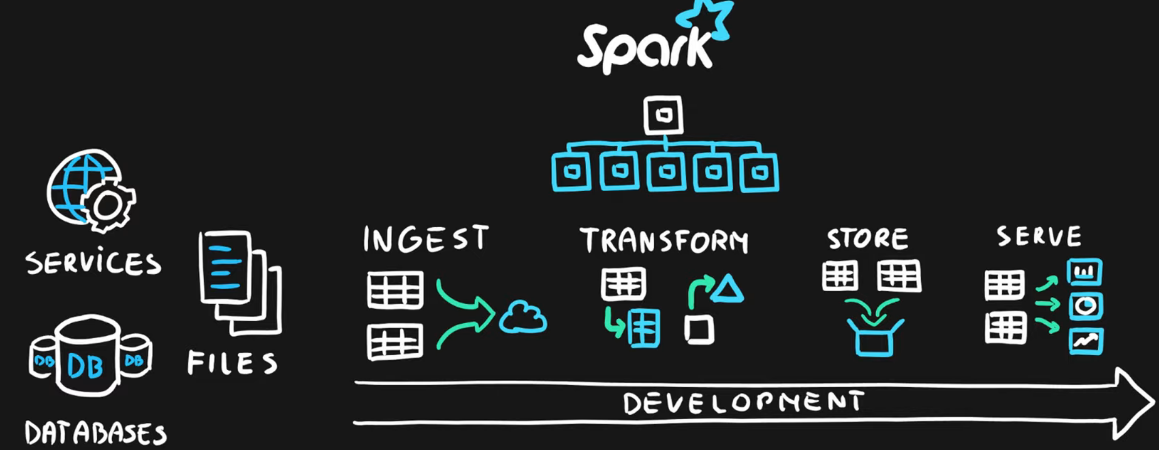 Spark
SERVICES
FILES
DB DB DB
DATABASES
INGEST
TRANSFORM
STORE
SERVE
DEVELOPMENT